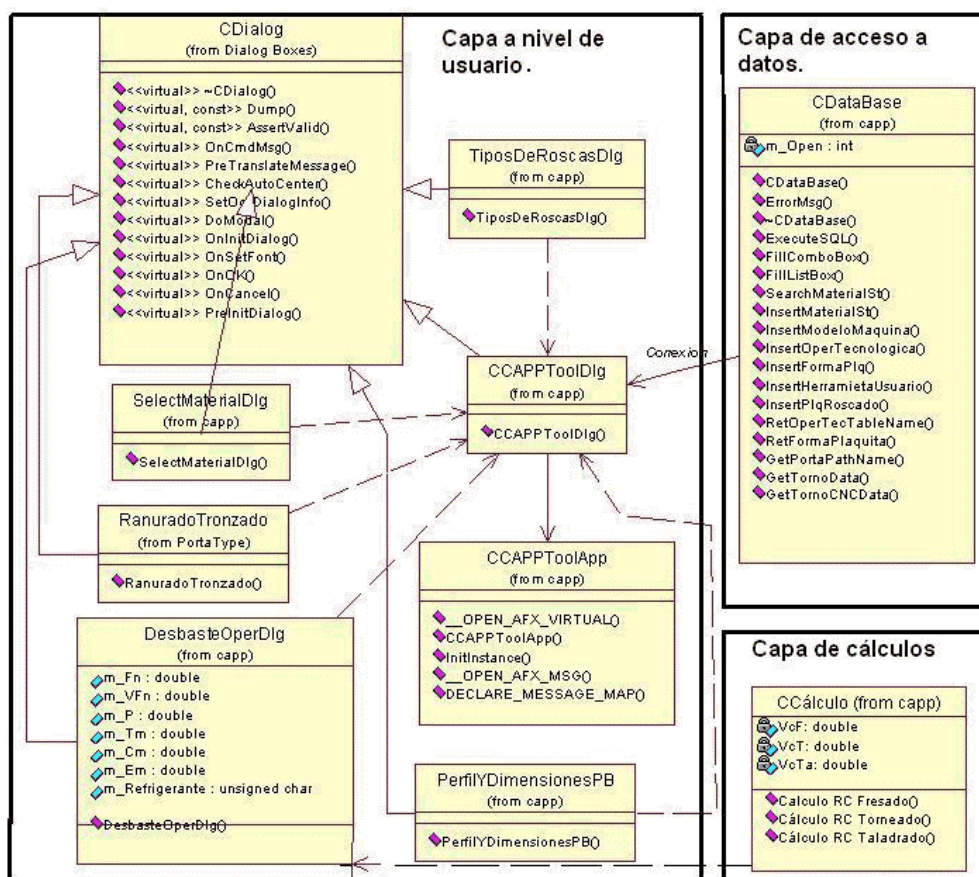 CDialog
(from Dialog Boxes)
<<virtual>> ~CDialog()
<<virtual, const>> Dump()
<<virtual, const>> AssertValid()
<<virtual>> OnCmdMsg()
<<virtual>> PreTranslateMessage()
<<virtual>> CheckAutoCenter()
<<virtual>> DialogInfo()
<<virtual>> DoModal()
<<virtual>> OnInitDialog()
<<virtual>> OnSetFont()
<<virtual>> OnOK()
<<virtual>> OnCancel()
<<virtual>> PreInitDialog()
Capa a nivel de
usuario.
TiposDeRoscasDlg
(from capp)
TiposDeRoscasDlg()
SelectMaterialDlg
(from capp)
SelectMaterialDlg()
CCAPPToolDlg
(from capp)
CCAPPToolDlg()
Conexion
RanuradoTronzado
(from PortaType)
RanuradoTronzado()
CCAPPToolApp
(from capp)
__OPEN_AFX_VIRTUAL()
CCAPPToolApp()
InitInstance()
__OPEN_AFX_MSG()
DECLARE_MESSAGE_MAP()
DesbasteOperDlg
(from capp)
m_Fn : double
m_VFn : double
m_P : double
m_Tm : double
m_Cm : double
m_Em : double
m_Refrigerante : unsigned char
DesbasteOperDlg()
PerfilYDimensionesPB
(from capp)
PerfilYDimensionesPB()
Capa de acceso a
datos.
CDataBase
(from capp)
m_Open : int
CDataBase()
ErrorMsg()
~CDataBase()
ExecuteSQL()
FillComboBox()
FillListBox()
SearchMaterialSt()
InsertMaterialSt()
InsertModeloMaquina()
InsertOperTecnologica()
InsertFormaPlq()
InsertHerramietaUsuario()
InsertPlqRoscado()
RetOperTecTableName()
RetFormaPlaquita()
GetPortaPathName()
GetTornoData()
GetTornoCNCData()
Capa de cálculos
CCálculo (from capp)
VcF: double
VcT: double
VcTa: double
Calculo RC Fresado()
Cálculo RC Torneado()
Cálculo RC Taladrado()